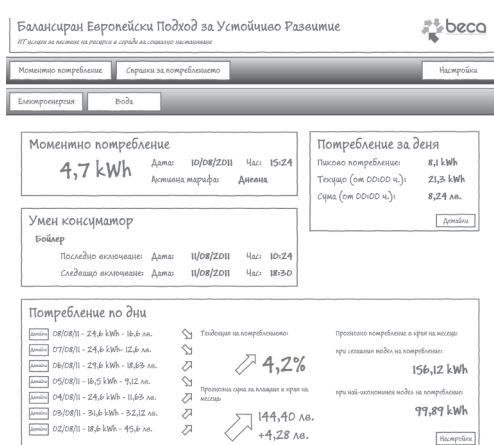 Балансиран Европейски Подход за Устойчиво Развитие
ИТ услуги за пестене на ресурси в сгради за социално настаняване
beca
Моментно потребление
Справки за потреблението
Настройки
Електроенергия
Вода
Моментно потребление
4,7 kWh
Дата: 10/08/2011 Час: 15:24
Активна тарифа: Дневна
Потребление за деня
Пиково потребление: 8,1 kWh
Текущо (от 00:00 ч.): 21,3 kWh
Сума (от 00:00 ч.): 8,24 лв.
Детайли
Умен консуматор
Бойлер
Последно включване: Дата: 11/08/2011 Час: 10:24
Следващо включване: Дата: 11/08/2011 Час: 18:30
Потребление по дни
Детайли 08/08/11 - 24,6 kWh - 16,6 лв.
Детайли 07/08/11 - 24,6 kWh- 12,6 лв.
Детайли 06/08/11 - 29,6 kWh - 18,63 лв.
Детайли 05/08/11 - 16,5 kWh - 9,12 лв.
Детайли 04/08/11 - 24,6 kWh - 11,63 лв.
Детайли 03/08/11 - 31,6 kWh - 32,12 лв.
Детайли 02/08/11 - 18,6 kWh - 45,6 лв.
Тенденция на потреблението:
4,2%
Прогнозна сума за плащане в края на
месеца:
144,40 лв.
+4,28 лв.
Прогнозно потребление в края на месеца:
при сегашния модел на потребление:
156,12 kWh
при най-икономичен модел на потребление:
99,89 kWh
Настройки